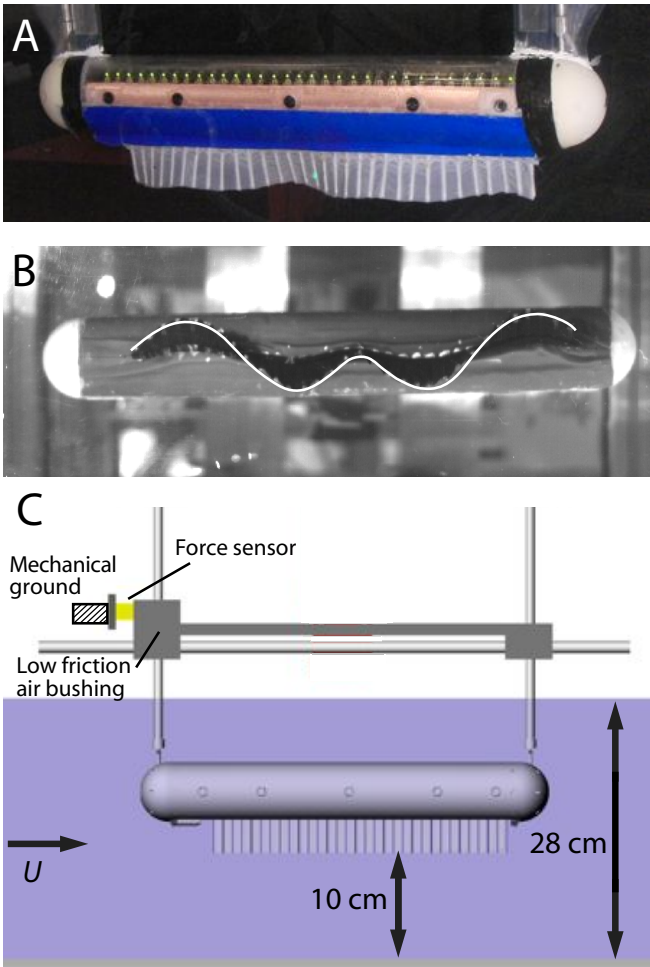 A
B
C
Mechanical
ground
Force sensor
Low friction
air bushing
U
10 cm
28 cm